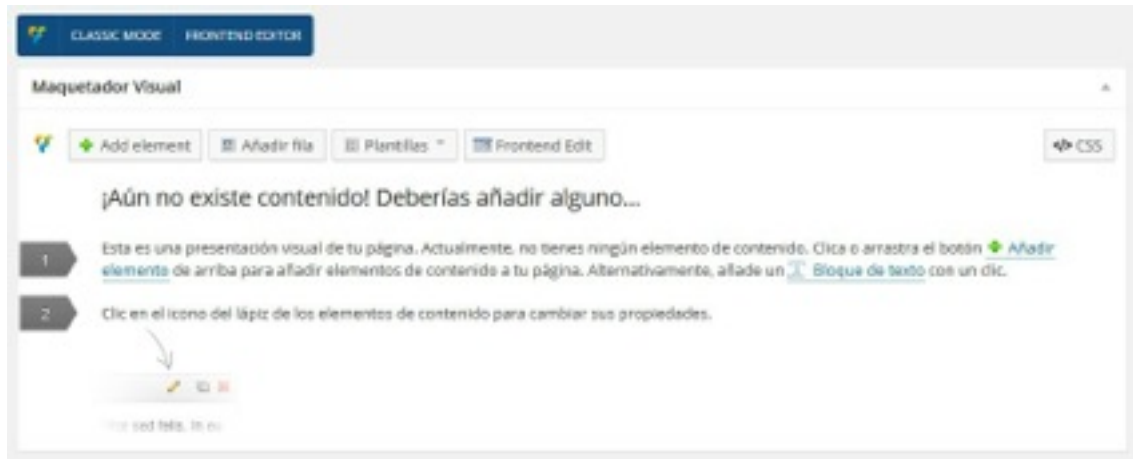 CLASSIC MODE FRONTEND EDITOR
Maquetador Visual
Add element Añadir fila Plantillas Frontend Edit </> CSS
¡Aún no existe contenido! Deberías añadir alguno...
1 Esta es una presentación visual de tu página. Actualmente, no tienes ningún elemento de contenido. Clica o arrastra el botón Añadir
elemento de arriba para añadir elementos de contenido a tu página. Alternativamente, añade un Bloque de texto con un clic.
2 Clic en el icono del lápiz de los elementos de contenido para cambiar sus propiedades.
sed felis. In